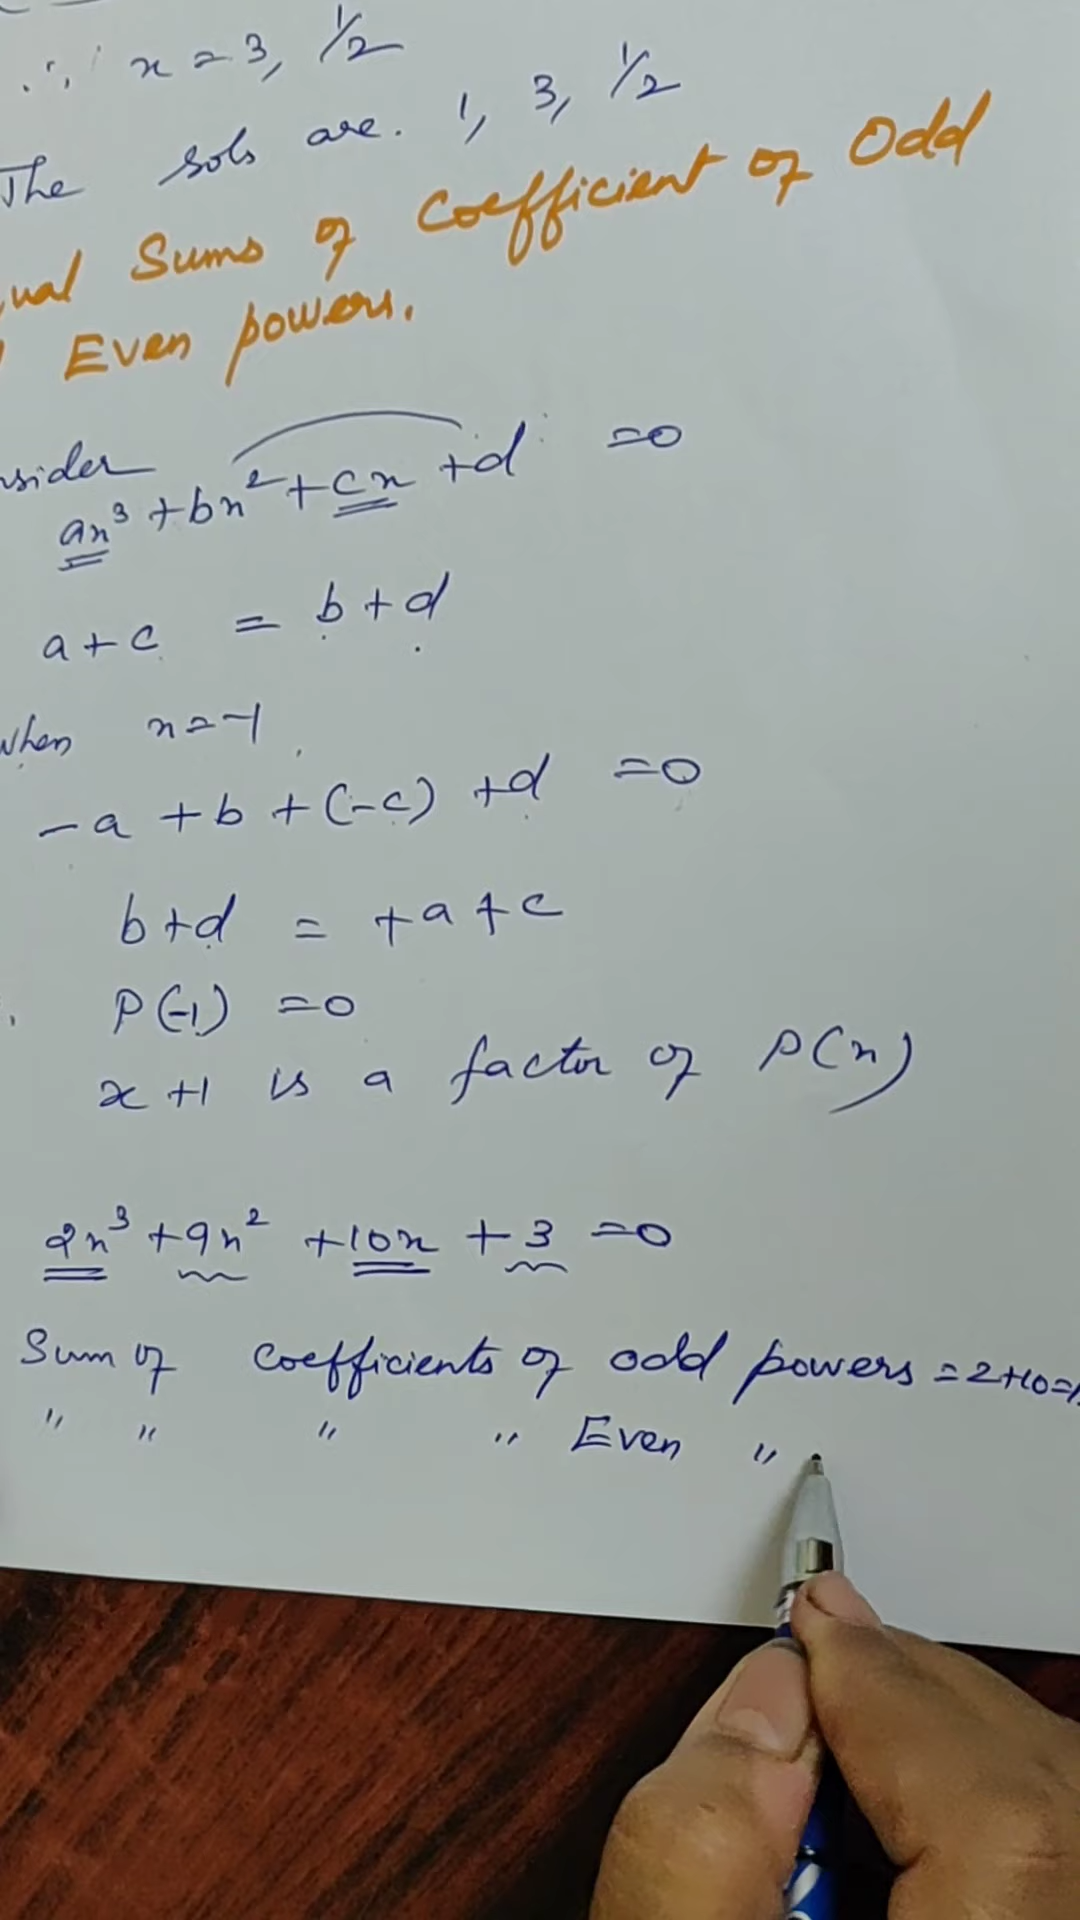 ∴ x = 3, 1/2
The sols are. 1, 3, 1/2
Sums of Coefficient of Odd
Even powers.
ax³ + bx² + cx + d = 0
a + c = b + d
when x = -1
-a + b + (-c) + d = 0
b + d = +a + c
P(-1) = 0
x + 1 is a factor of P(x)
2x³ + 9x² + 10x + 3 = 0
Sum of coefficients of odd powers = 2+10=1
" " " " Even "